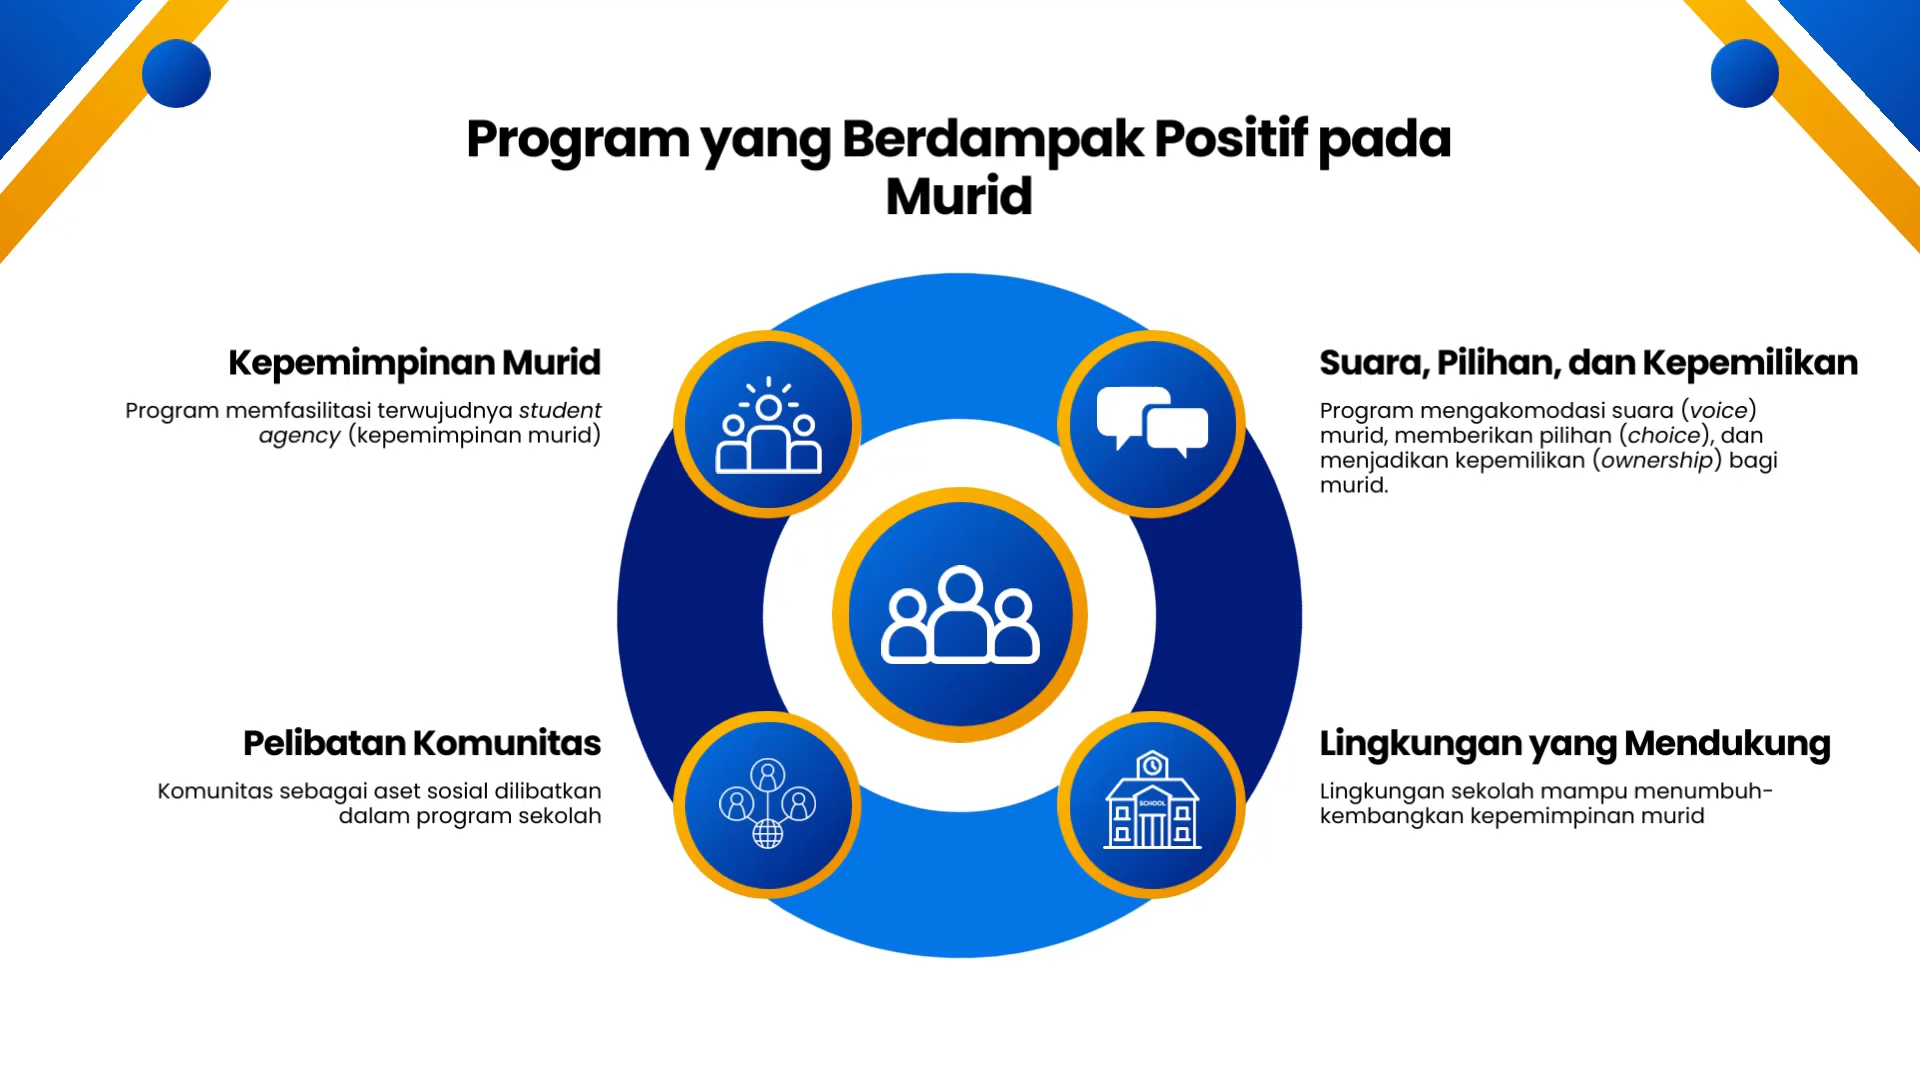 Program yang Berdampak Positif pada
Murid
Kepemimpinan Murid
Program memfasilitasi terwujudnya student
agency (kepemimpinan murid)
Suara, Pilihan, dan Kepemilikan
Program mengakomodasi suara (voice)
murid, memberikan pilihan (choice), dan
menjadikan kepemilikan (ownership) bagi
murid.
Pelibatan Komunitas
Komunitas sebagai aset sosial dilibatkan
dalam program sekolah
SCHOOL
Lingkungan yang Mendukung
Lingkungan sekolah mampu menumbuh-
kembangkan kepemimpinan murid